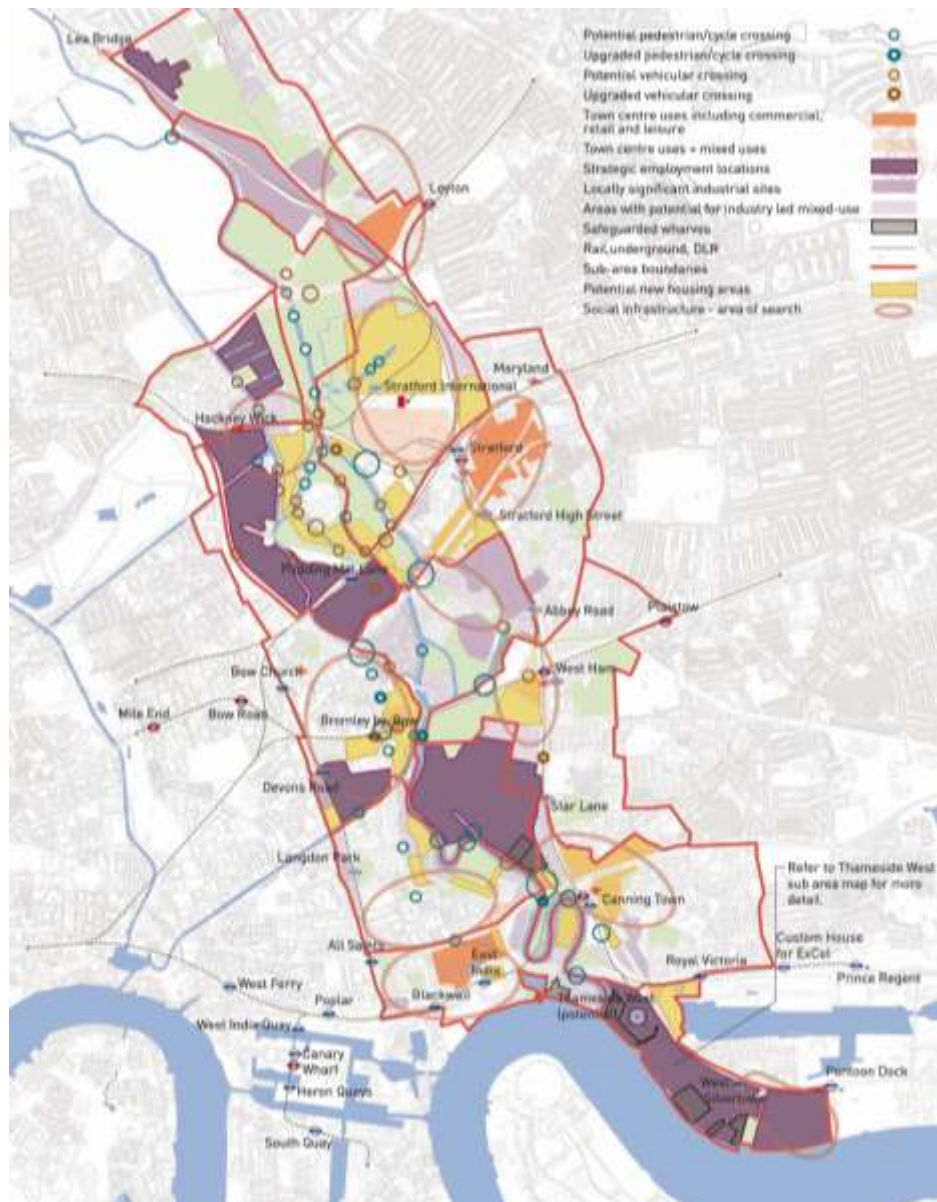 Lea Bridge
Potential pedestrian/cycle crossing
Upgraded pedestrian/cycle crossing
Potential vehicular crossing
Upgraded vehicular crossing
Town centre uses including commercial,
retail and leisure
Town centre uses + mixed uses
Strategic employment locations
Locally significant industrial sites
Areas with potential for industry led mixed-use
Safeguarded wharves
Rail,underground, DLR
Sub-area boundaries
Potential new housing areas
Social infrastructure - area of search
Leyton
Maryland
Stratford International
Hackney Wick
Stratford
Stratford High Street
Pudding Mill Lane
Abbey Road
Plaistow
West Ham
Bow Church
Mile End
Bow Road
Bromley by Bow
Devons Road
Star Lane
Langdon Park
Refer to Thameside West
sub area map for more
detail.
Canning Town
All Saints
East
India
Royal Victoria
Custom House
for ExCel
Prince Regent
West Ferry
Poplar
Blackwall
Thameside West
(potential)
West India Quay
Canary
Wharf
Heron Quays
West
Silvertown
Pontoon Dock
South Quay